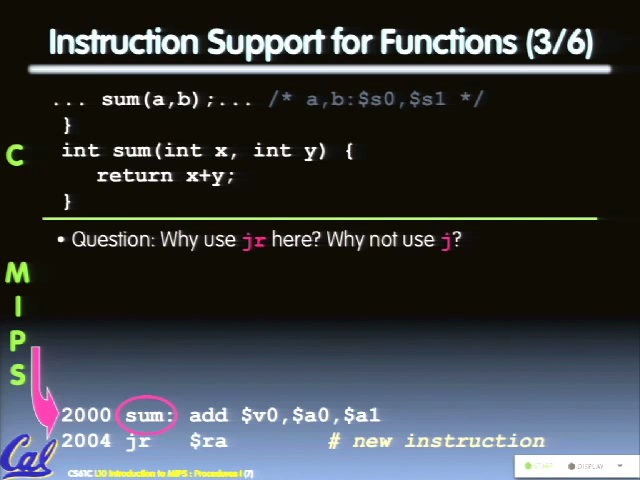 Instruction Support for Functions (3/6)
... sum(a,b);... /* a,b:$s0,$s1 */
}
C
int sum(int x, int y) {
return x+y;
}
• Question: Why use jr here? Why not use j?
M
I
P
S
2000 sum: add $v0,$a0,$a1
2004 jr $ra # new instruction
Cal
CS61C L10 Introduction to MIPS : Procedures I (7)
START DISPLAY